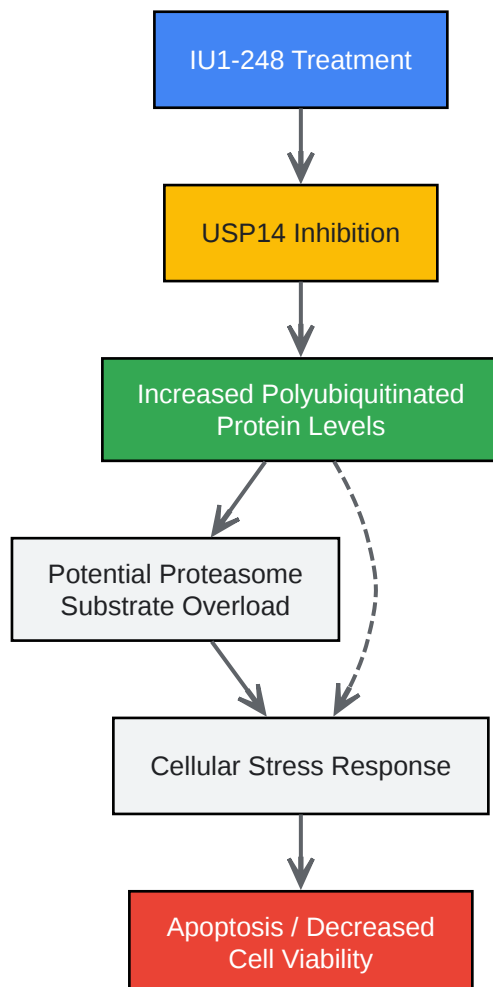 IU1-248 Treatment
USP14 Inhibition
Increased Polyubiquitinated
Protein Levels
Potential Proteasome
Substrate Overload
Cellular Stress Response
Apoptosis / Decreased
Cell Viability